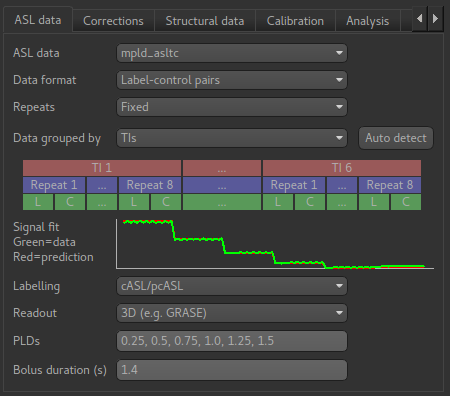 ASL data Corrections Structural data Calibration Analysis
ASL data mpld_asltc
Data format Label-control pairs
Repeats Fixed
Data grouped by TIs Auto detect
TI 1 ... TI 6
Repeat 1 ... Repeat 8 ... Repeat 1 ... Repeat 8
L C ... L C ... L C ... L C
Signal fit
Green=data
Red=prediction
Labelling cASL/pcASL
Readout 3D (e.g. GRASE)
PLDs 0.25, 0.5, 0.75, 1.0, 1.25, 1.5
Bolus duration (s) 1.4